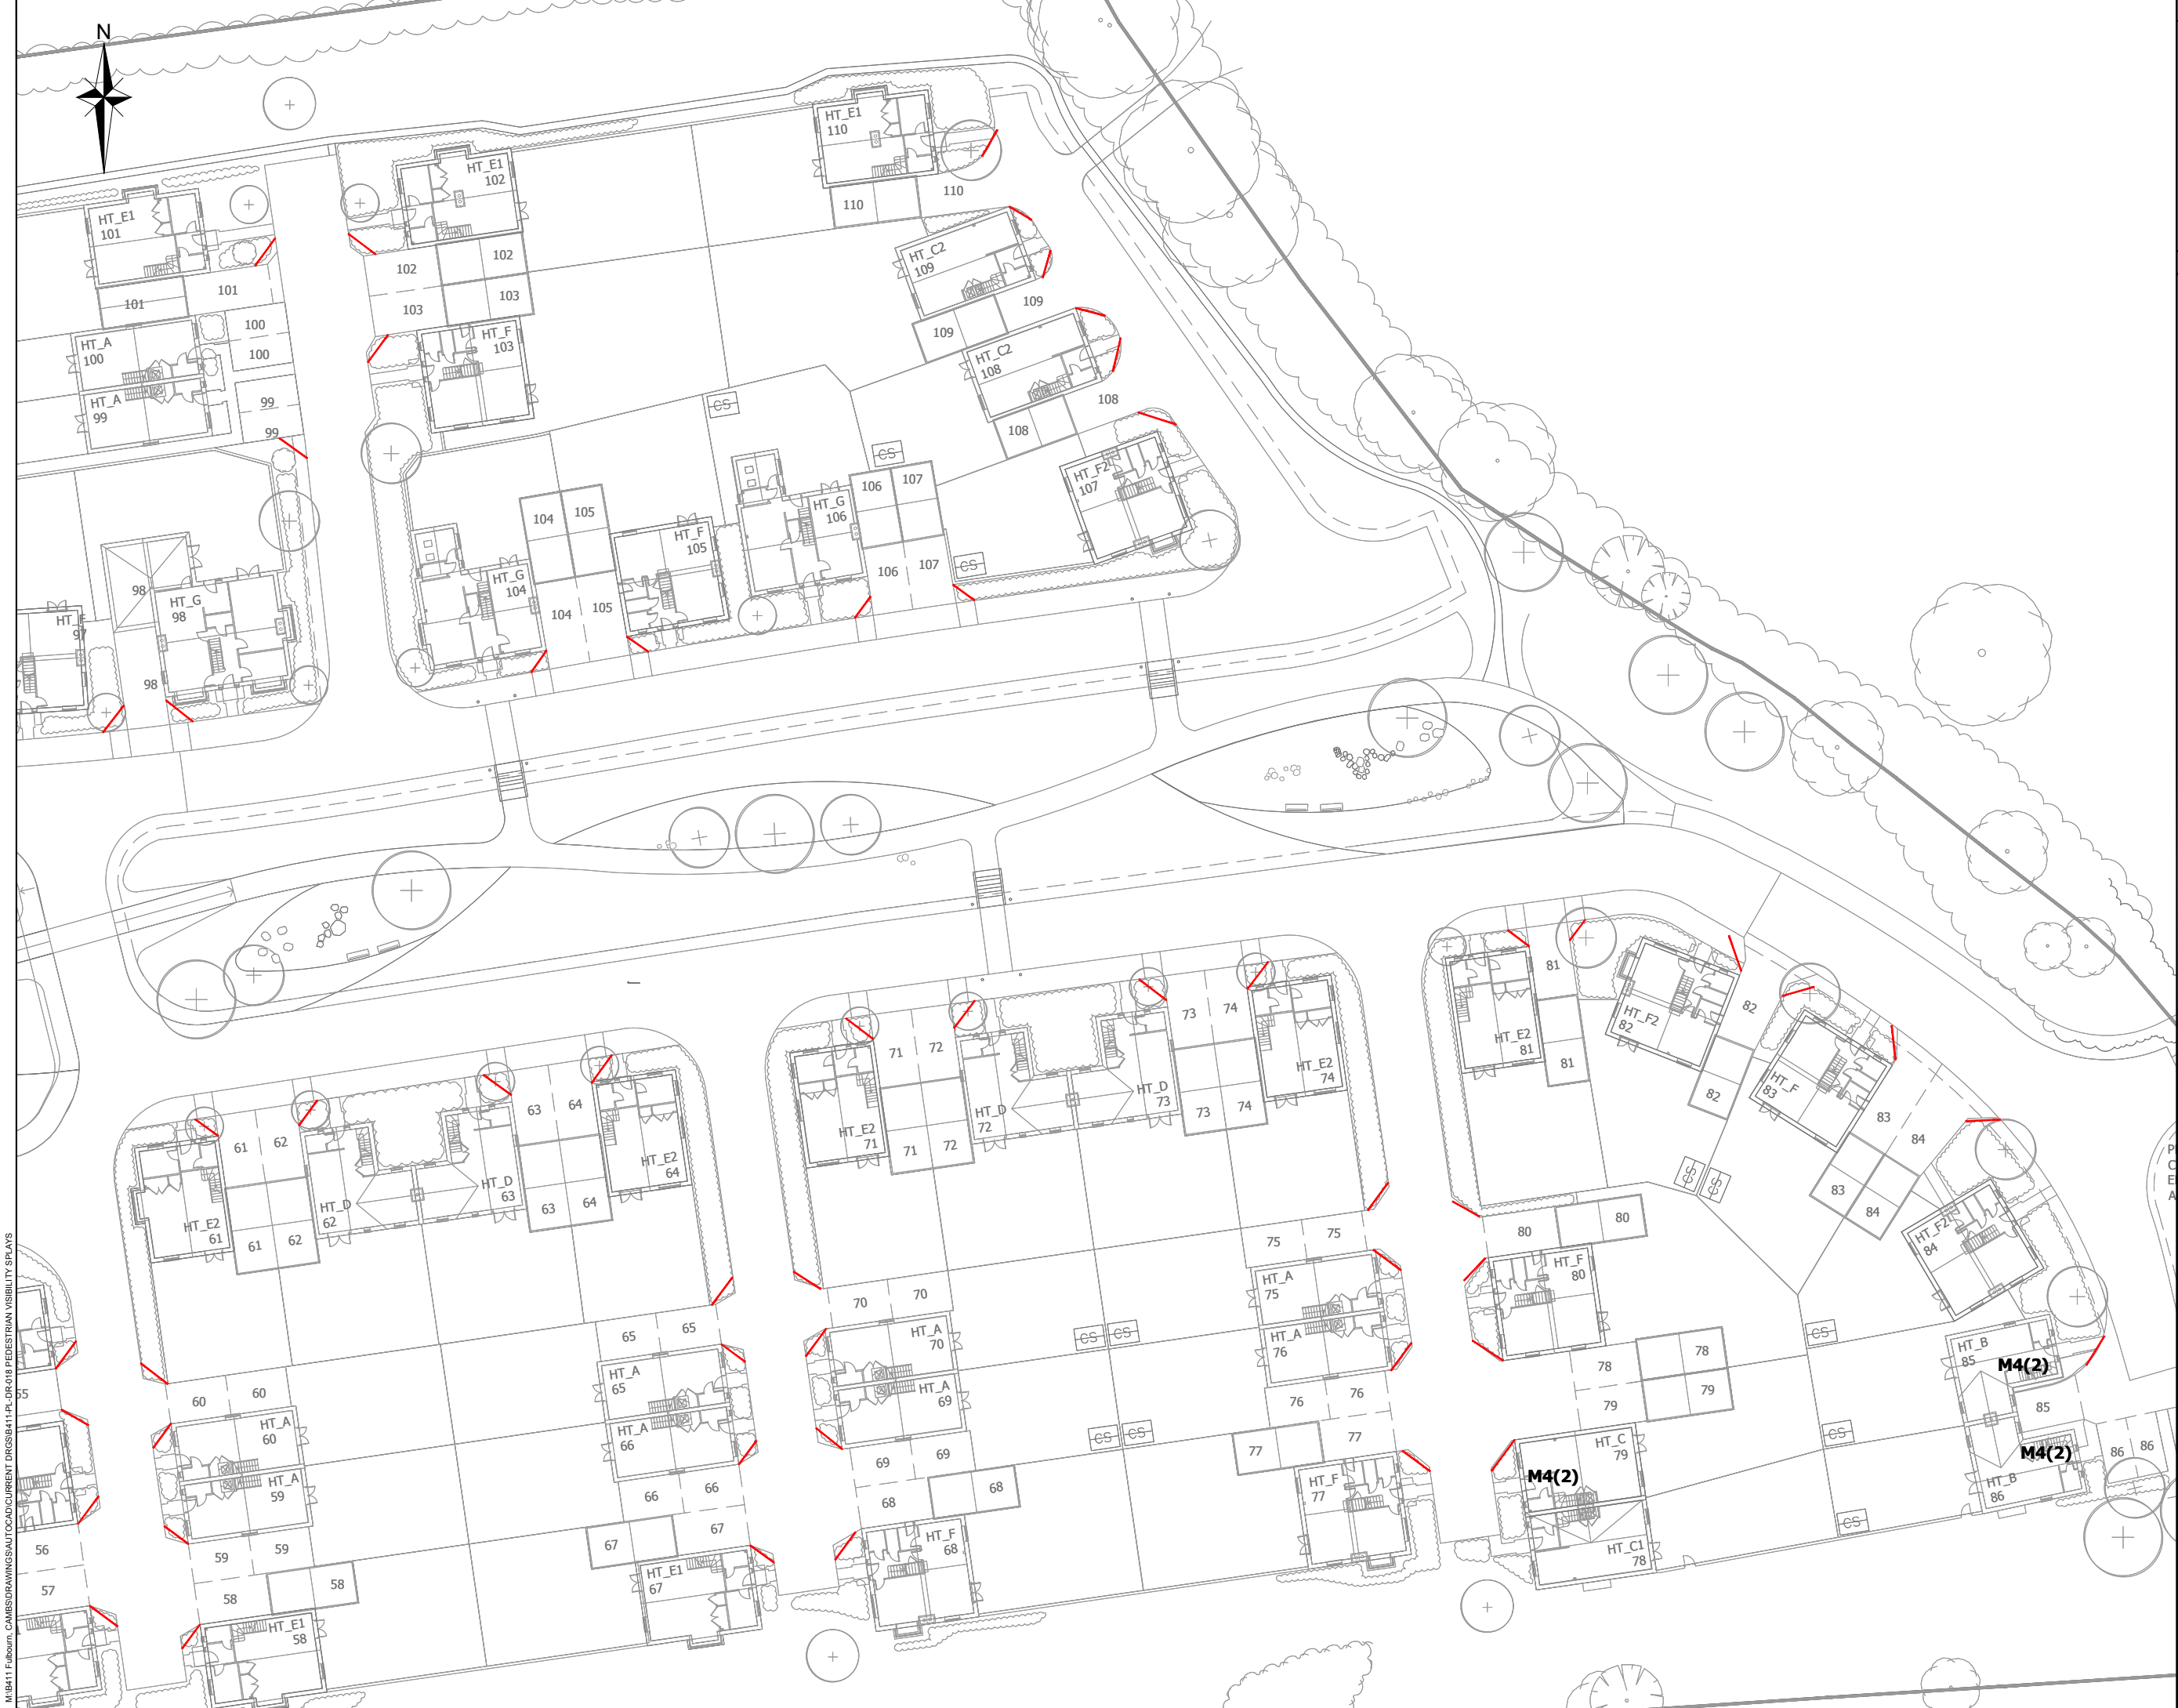 N
HT_E1
110
110
110
HT_E1
102
102
102
HT_E1
101
101
101
103
103
HT_F
103
HT_C2
109
109
109
HT_A
100
100
100
HT_A
99
99
99
HT_C2
108
108
108
CS
CS
HT_F2
107
106
107
HT_G
106
106
107
CS
104
105
HT_F
105
HT_G
104
104
105
98
HT_G
98
98
HT_F
97
81
HT_E2
81
81
82
HT_F2
82
82
HT_F
83
83
84
83
84
CS
CS
HT_F2
84
71
72
73
74
HT_E2
71
71
72
HT_D
72
HT_D
73
73
74
HT_E2
74
61
62
63
64
HT_E2
61
61
62
HT_D
62
HT_D
63
63
64
HT_E2
64
75
75
HT_A
75
HT_A
76
76
76
80
80
HT_F
80
70
70
HT_A
70
HT_A
69
69
69
CS
CS
CS
CS
65
65
HT_A
65
HT_A
66
66
66
60
60
HT_A
60
HT_A
59
59
59
78
78
79
79
CS
HT_B
85
M4(2)
85
86
86
M4(2)
HT_B
86
CS
CS
77
77
HT_F
77
HT_C
79
M4(2)
HT_C1
78
68
68
HT_F
68
67
67
HT_E1
67
58
58
HT_E1
58
55
56
57
P
C
E
A
M:\B411 Fulbourn, CAMBS\DRAWINGS\AUTOCAD\CURRENT DRGS\B411-PL-DR-018 PEDESTRIAN VISIBILITY SPLAYS